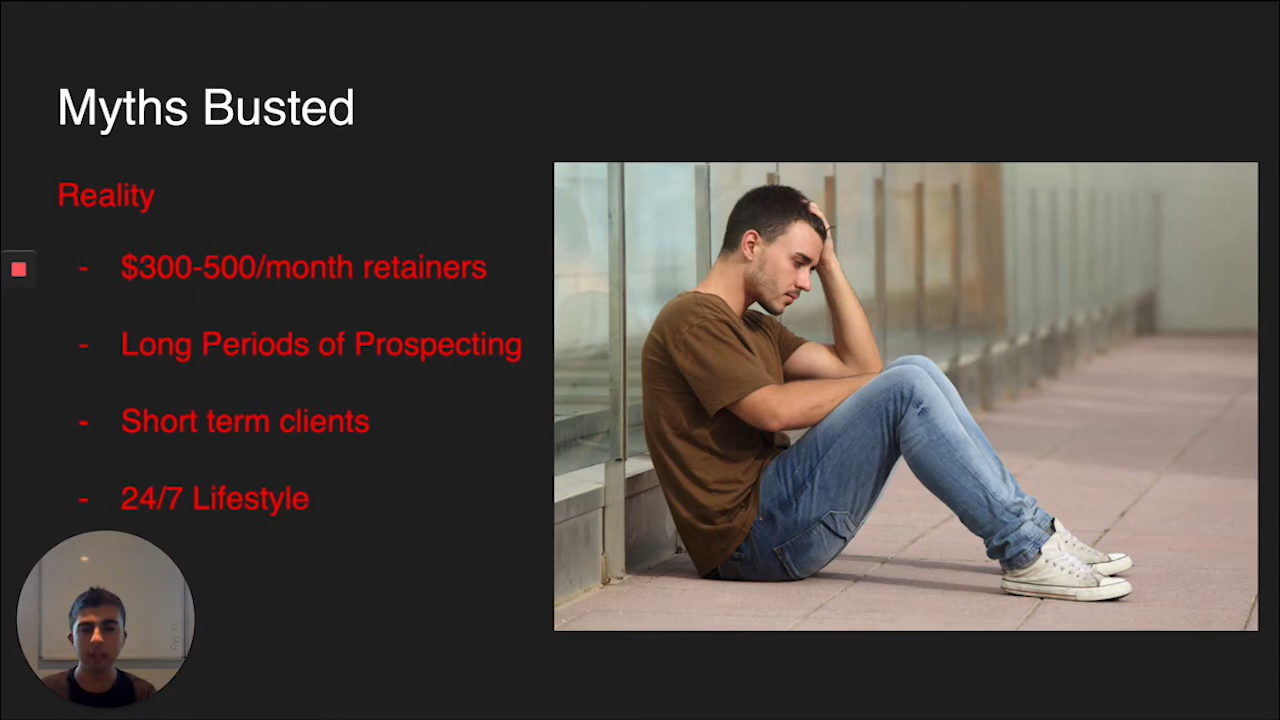 Myths Busted
Reality
- $300-500/month retainers
- Long Periods of Prospecting
- Short term clients
- 24/7 Lifestyle